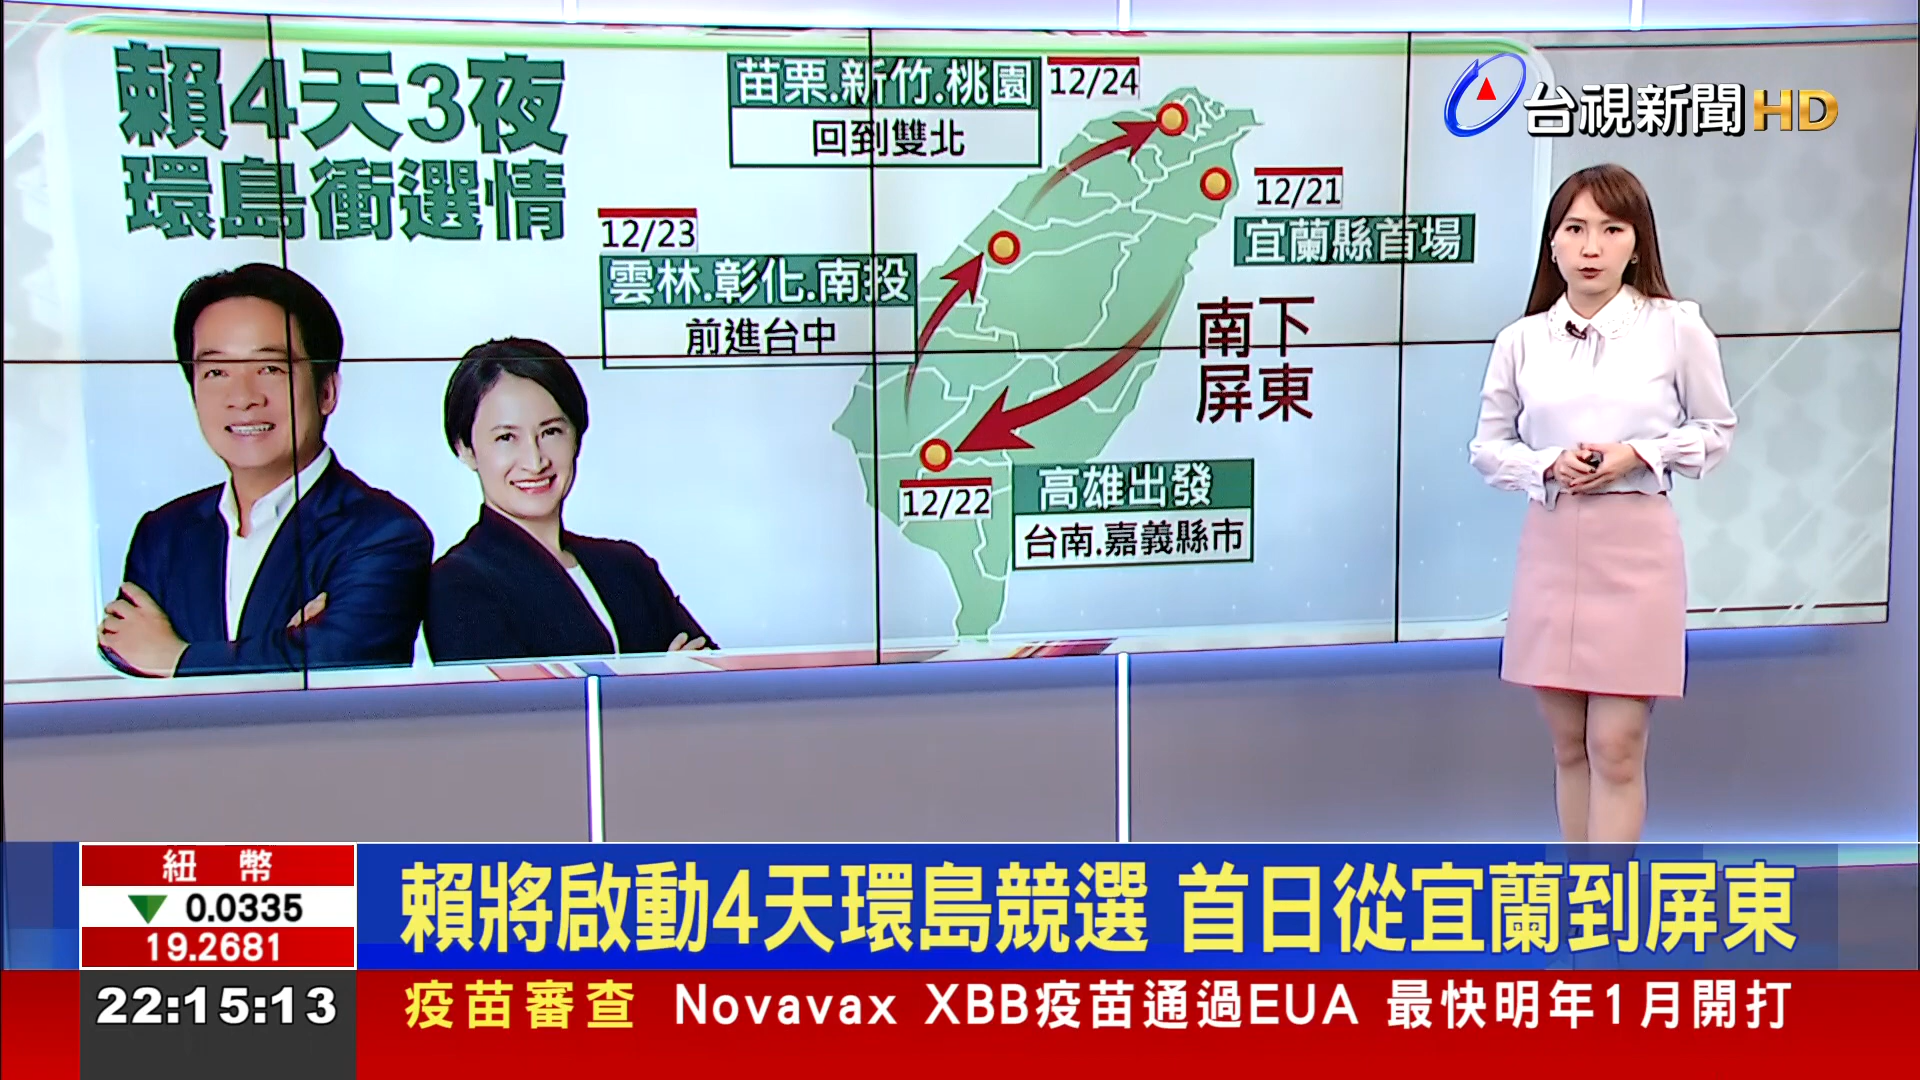 賴4天3夜
環島衝選情
苗栗.新竹.桃園
回到雙北
12/24
台視新聞HD
12/21
宜蘭縣首場
12/23
雲林.彰化.南投
前進台中
南下
屏東
12/22
高雄出發
台南.嘉義縣市
紐幣
0.0335
19.2681
賴將啟動4天環島競選 首日從宜蘭到屏東
22:15:13
疫苗審查 Novavax XBB疫苗通過EUA 最快明年1月開打